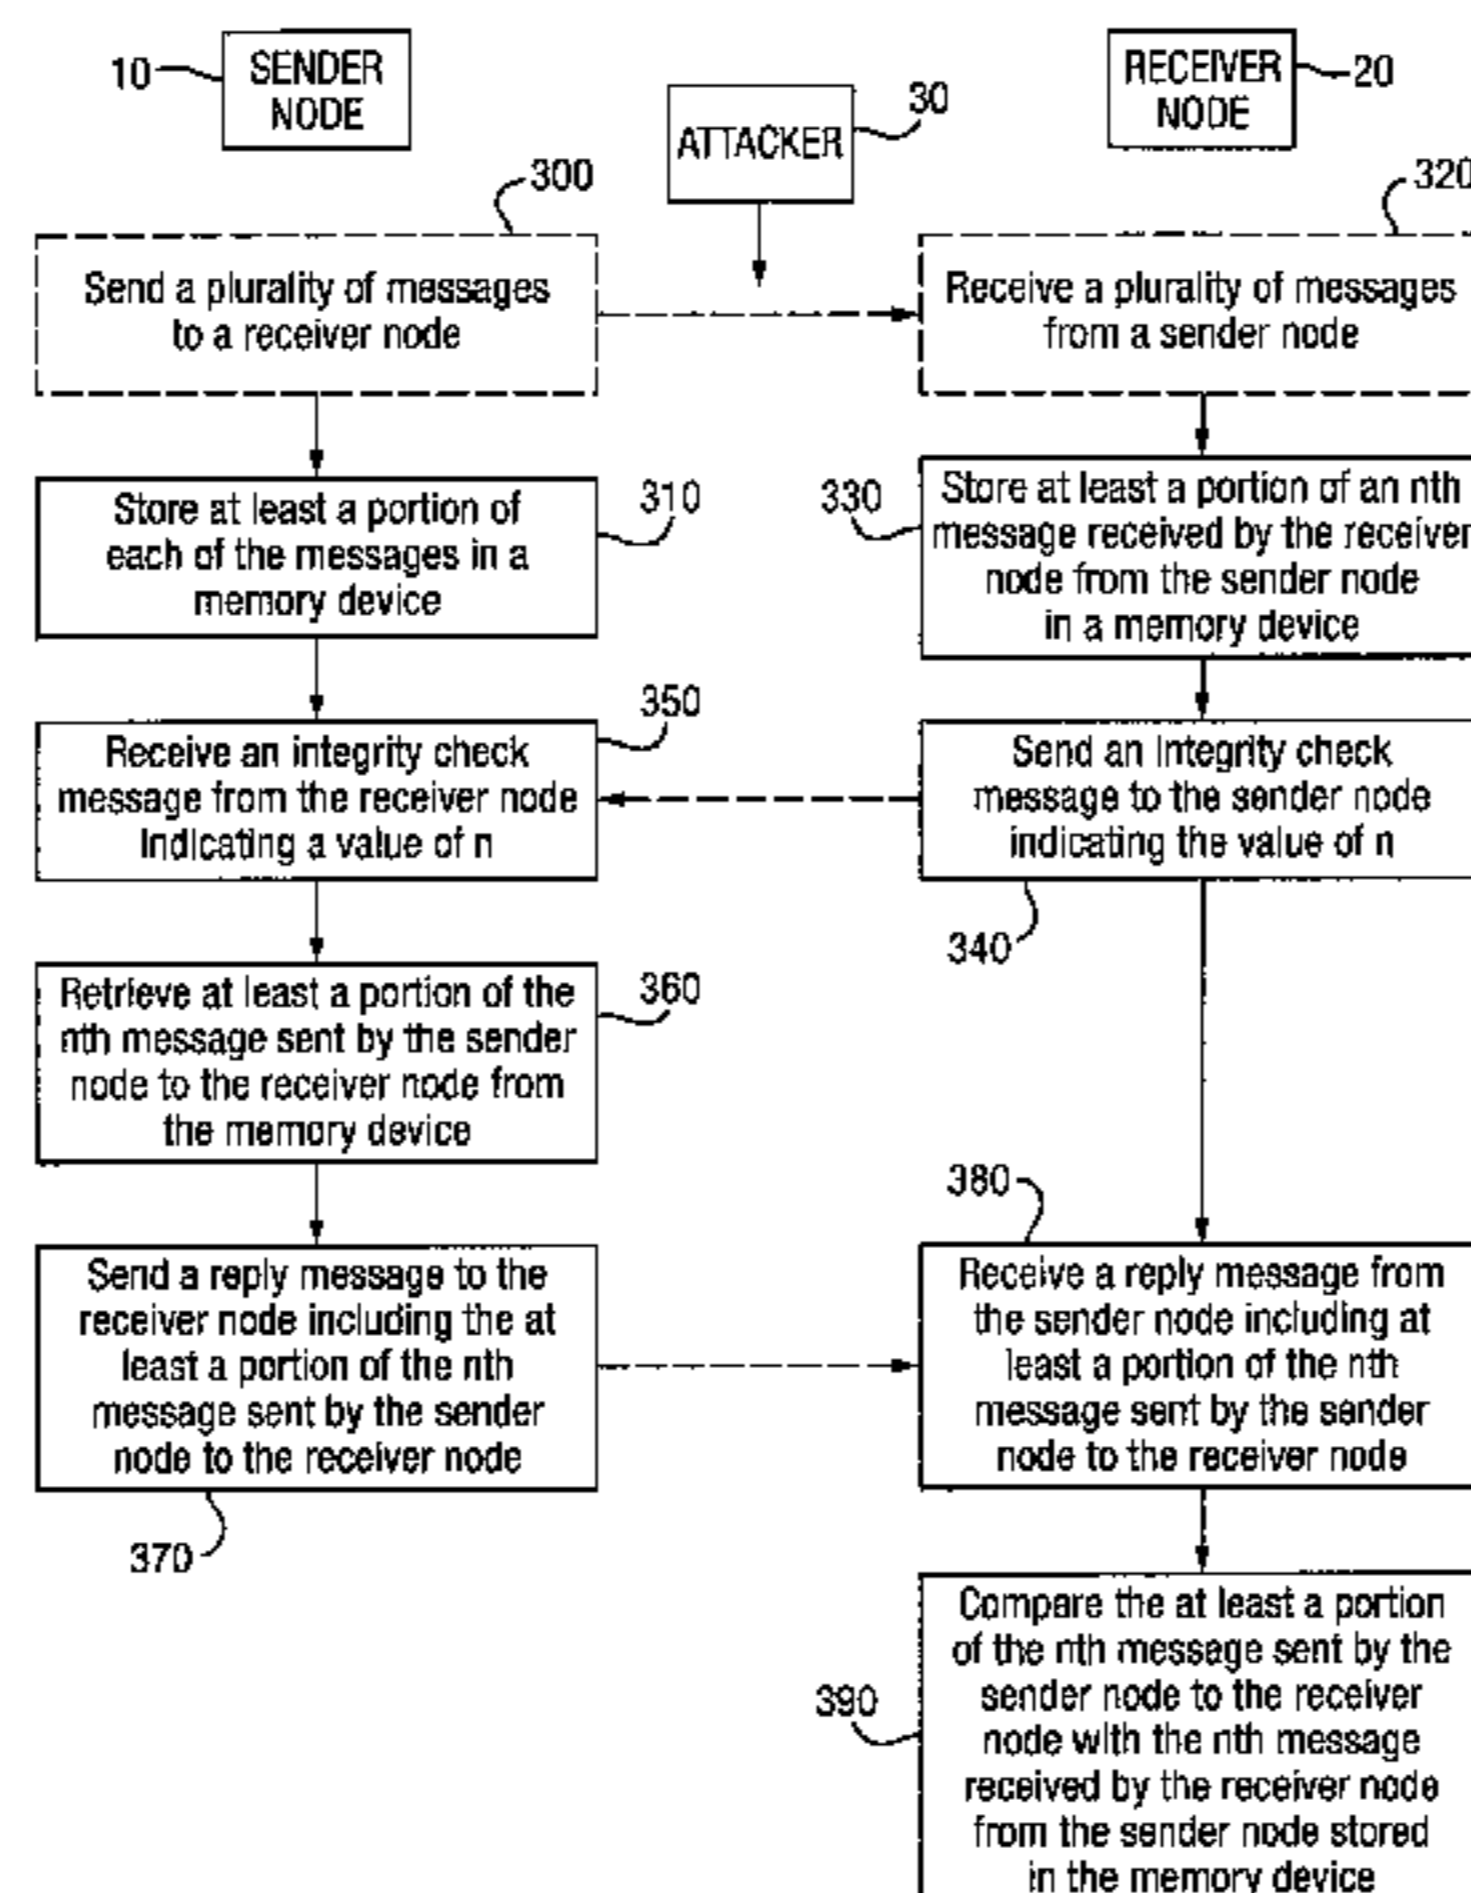 10
SENDER
NODE
ATTACKER
30
RECEIVER
NODE
20
300
Send a plurality of messages
to a receiver node
320
Receive a plurality of messages
from a sender node
310
Store at least a portion of
each of the messages in a
memory device
330
Store at least a portion of an nth
message received by the receiver
node from the sender node
in a memory device
350
Receive an integrity check
message from the receiver node
indicating a value of n
Send an integrity check
message to the sender node
indicating the value of n
340
360
Retrieve at least a portion of the
nth message sent by the sender
node to the receiver node from
the memory device
380
Send a reply message to the
receiver node including the at
least a portion of the nth
message sent by the sender
node to the receiver node
370
Receive a reply message from
the sender node including at
least a portion of the nth
message sent by the sender
node to the receiver node
390
Compare the at least a portion
of the nth message sent by the
sender node to the receiver
node with the nth message
received by the receiver node
from the sender node stored
in the memory device